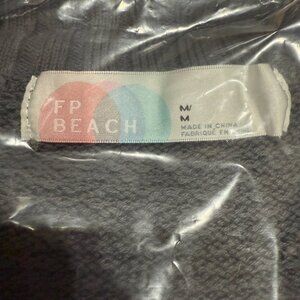 FP
BEACH
M/
M
MADE IN CHINA
FABRIQUÉ EN